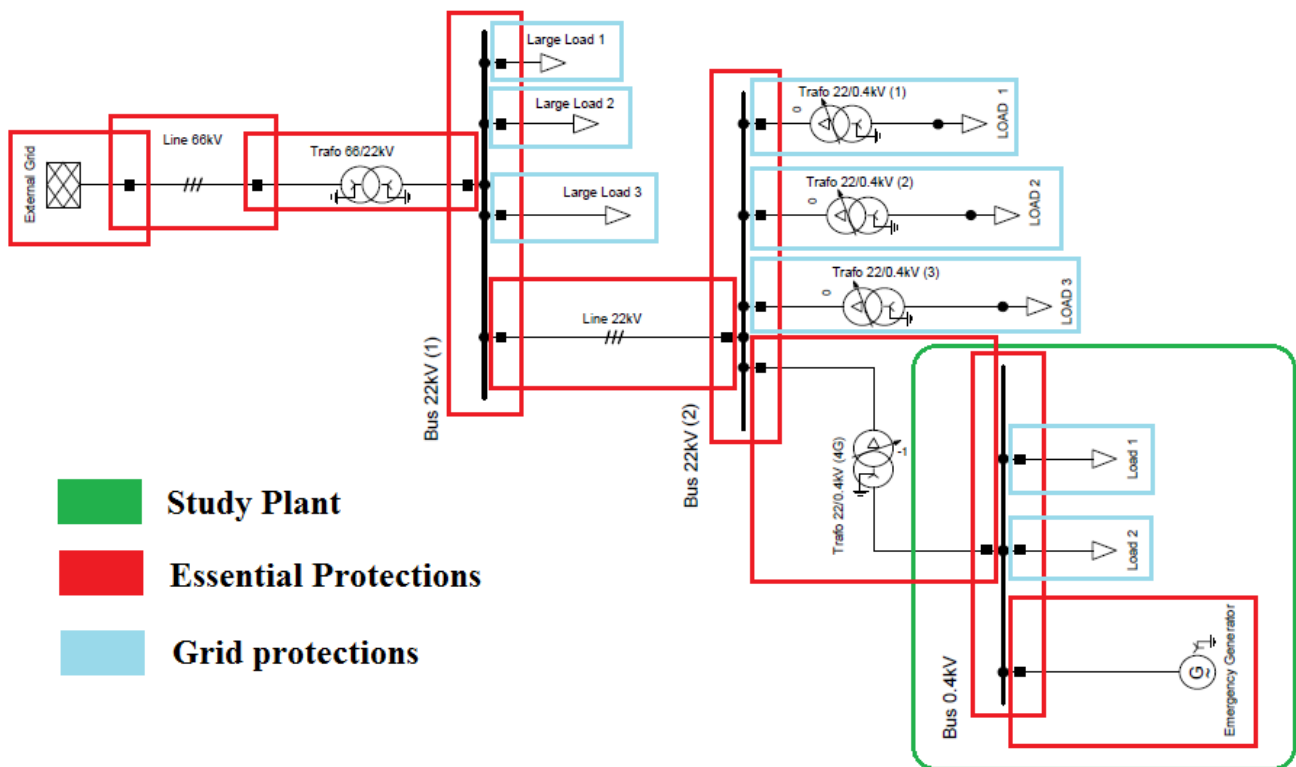 Large Load 1
Large Load 2
Large Load 3
Line 66kV
Trafo 66/22kV
External Grid
Bus 22kV (1)
Line 22kV
Bus 22kV (2)
Trafo 22/0.4kV (1)
0
LOAD 1
Trafo 22/0.4kV (2)
0
LOAD 2
Trafo 22/0.4kV (3)
0
LOAD 3
Trafo 22/0.4kV (4G)
-1
Load 1
Load 2
G
~
Emergency Generator
Bus 0.4kV
Study Plant
Essential Protections
Grid protections